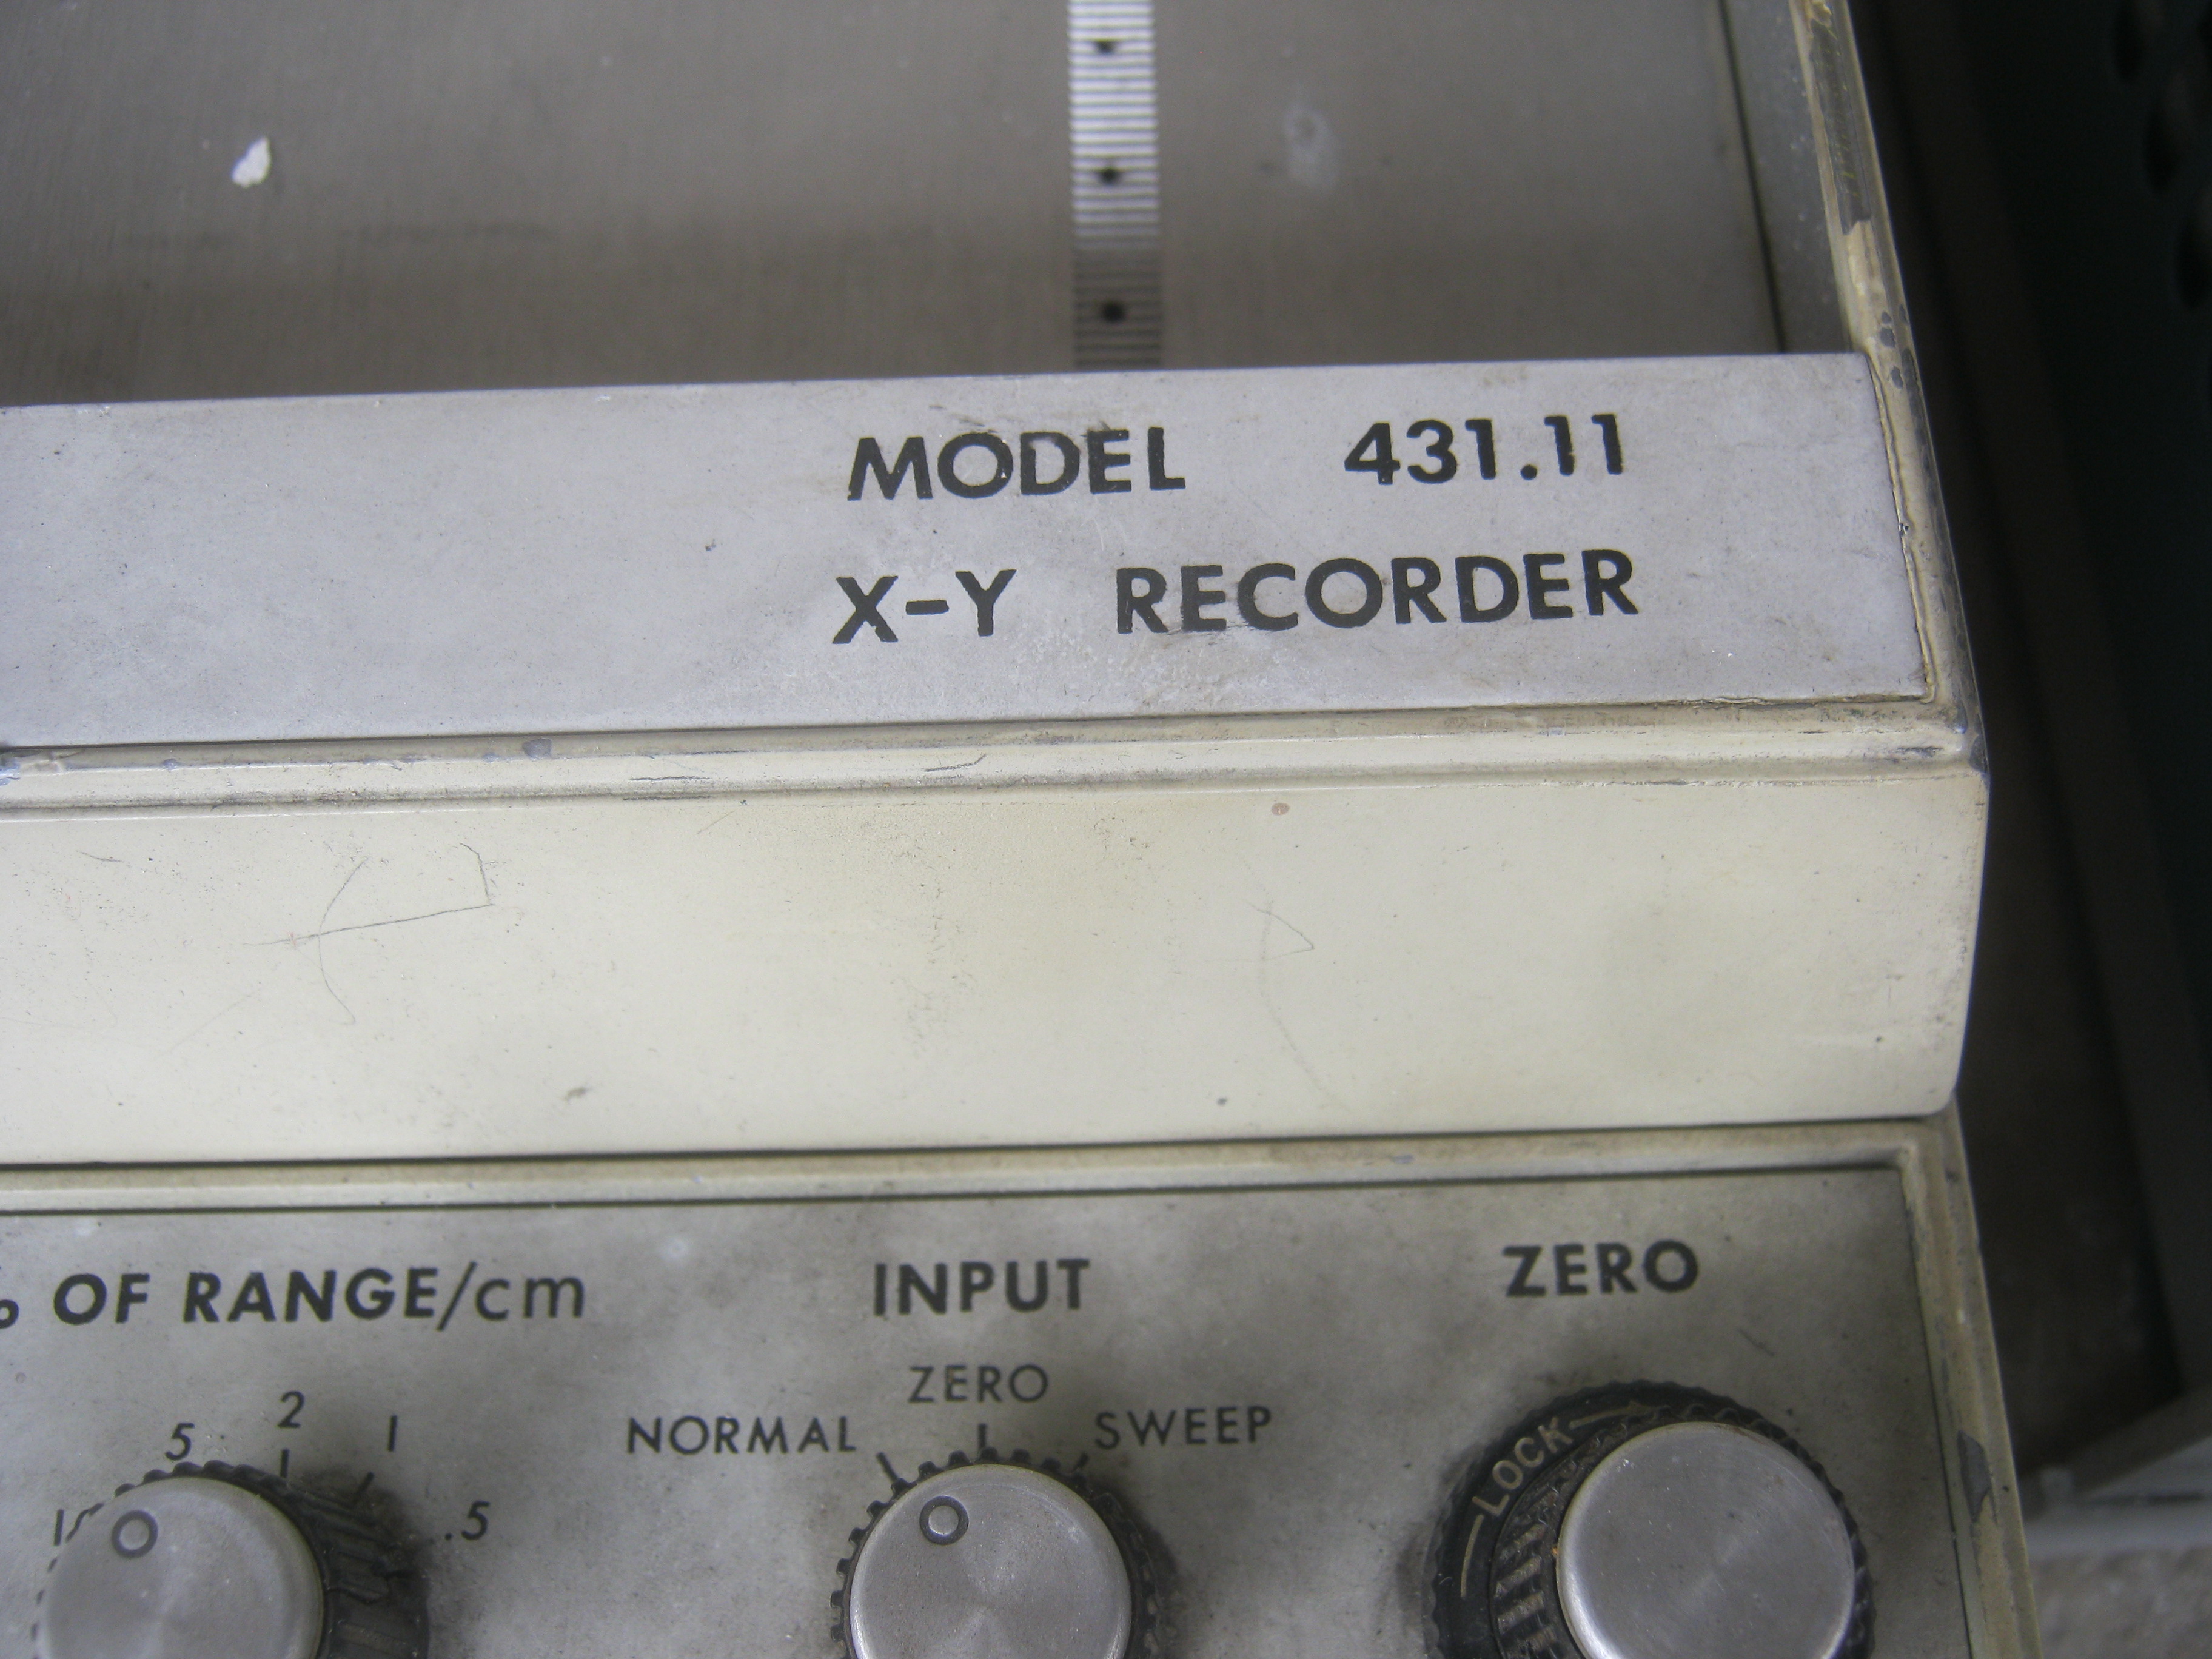 MODEL 431.11
X-Y RECORDER
OF RANGE/cm
INPUT
ZERO
5
2
1
.5
NORMAL
ZERO
SWEEP
LOCK